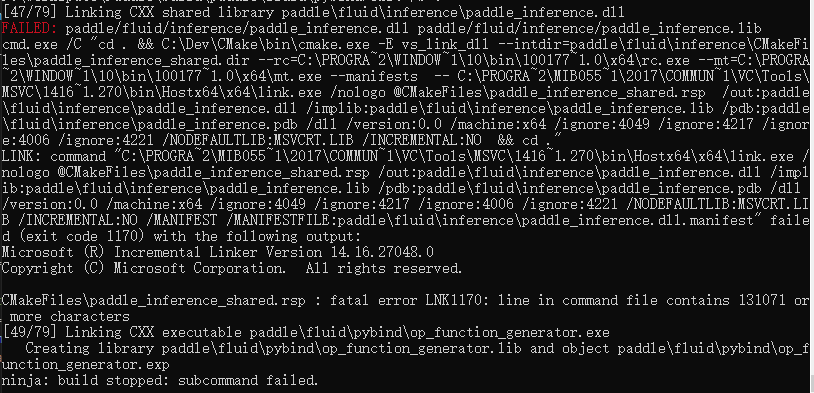 [47/79] Linking CXX shared library paddle\fluid\inference\paddle_inference.dll
FAILED: paddle/fluid/inference/paddle_inference.dll paddle/fluid/inference/paddle_inference.lib
cmd.exe /C "cd . && C:\Dev\CMake\bin\cmake.exe -E vs_link_dll --intdir=paddle\fluid\inference\CMakeFi
les\paddle_inference_shared.dir --rc=C:\PROGRA~2\WINDOW~1\10\bin\100177~1.0\x64\rc.exe --mt=C:\PROGRA
~2\WINDOW~1\10\bin\100177~1.0\x64\mt.exe --manifests  -- C:\PROGRA~2\MIB055~1\2017\COMMUN~1\VC\Tools\
MSVC\1416~1.270\bin\Hostx64\x64\link.exe /nologo @CMakeFiles\paddle_inference_shared.rsp  /out:paddle
\fluid\inference\paddle_inference.dll /implib:paddle\fluid\inference\paddle_inference.lib /pdb:paddle
\fluid\inference\paddle_inference.pdb /dll /version:0.0 /machine:x64 /ignore:4049 /ignore:4217 /ignor
e:4006 /ignore:4221 /NODEFAULTLIB:MSVCRT.LIB /INCREMENTAL:NO  && cd ."
LINK: command "C:\PROGRA~2\MIB055~1\2017\COMMUN~1\VC\Tools\MSVC\1416~1.270\bin\Hostx64\x64\link.exe /
nologo @CMakeFiles\paddle_inference_shared.rsp /out:paddle\fluid\inference\paddle_inference.dll /impl
ib:paddle\fluid\inference\paddle_inference.lib /pdb:paddle\fluid\inference\paddle_inference.pdb /dll
/version:0.0 /machine:x64 /ignore:4049 /ignore:4217 /ignore:4006 /ignore:4221 /NODEFAULTLIB:MSVCRT.LI
B /INCREMENTAL:NO /MANIFEST /MANIFESTFILE:paddle\fluid\inference\paddle_inference.dll.manifest" faile
d (exit code 1170) with the following output:
Microsoft (R) Incremental Linker Version 14.16.27048.0
Copyright (C) Microsoft Corporation.  All rights reserved.
CMakeFiles\paddle_inference_shared.rsp : fatal error LNK1170: line in command file contains 131071 or
 more characters
[49/79] Linking CXX executable paddle\fluid\pybind\op_function_generator.exe
   Creating library paddle\fluid\pybind\op_function_generator.lib and object paddle\fluid\pybind\op_f
unction_generator.exp
ninja: build stopped: subcommand failed.